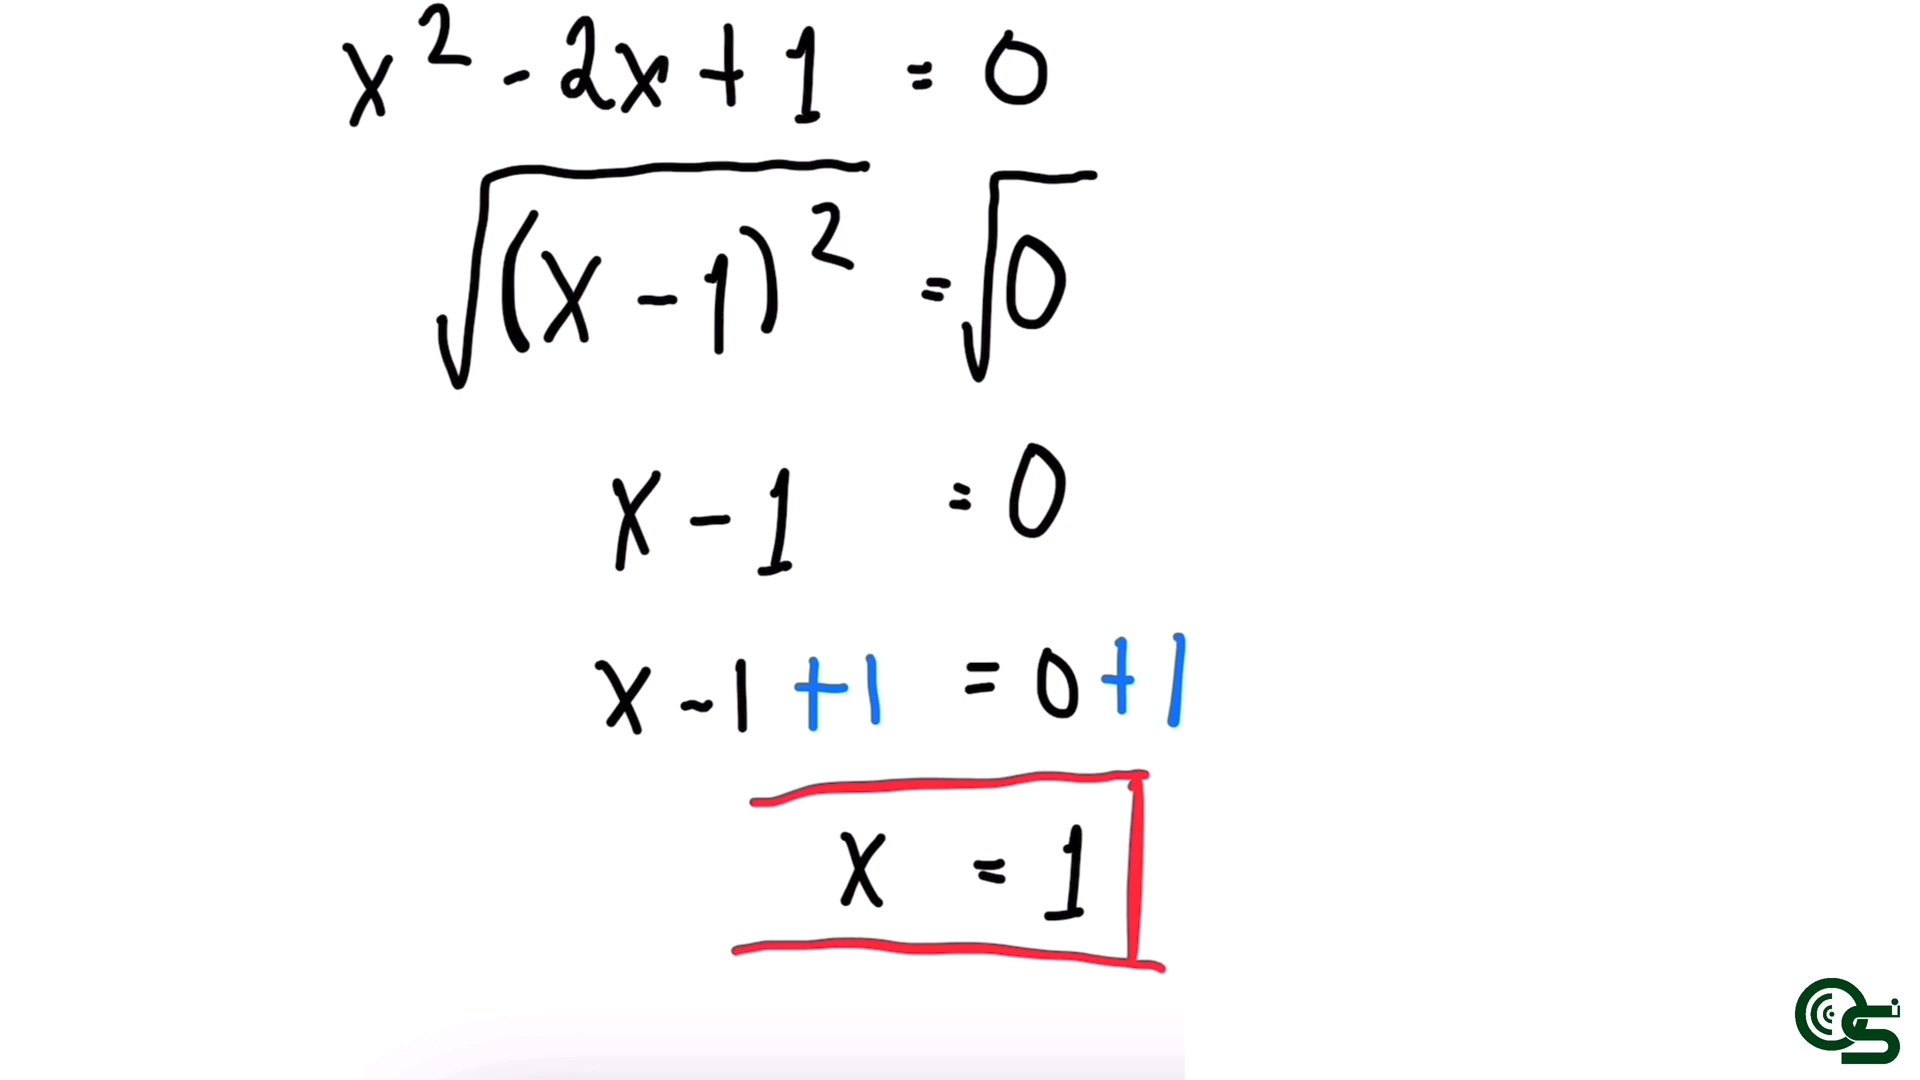 x² - 2x + 1 = 0
√(x - 1)² = √0
x - 1 = 0
x - 1 + 1 = 0 + 1
x = 1